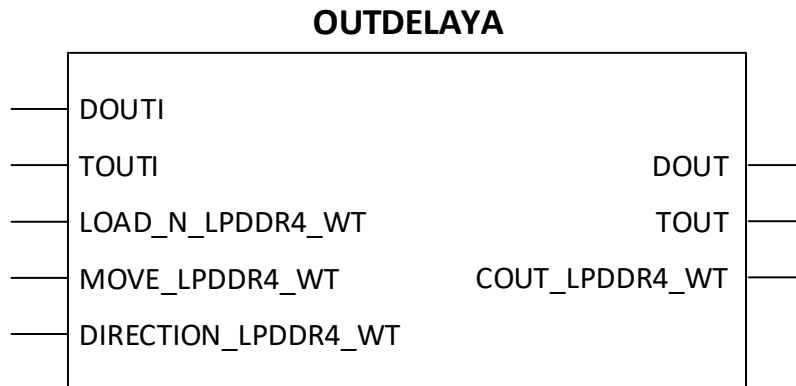 OUTDELAYA
DOUTI
TOUTI
DOUT
LOAD_N_LPDDR4_WT
TOUT
MOVE_LPDDR4_WT
COUT_LPDDR4_WT
DIRECTION_LPDDR4_WT